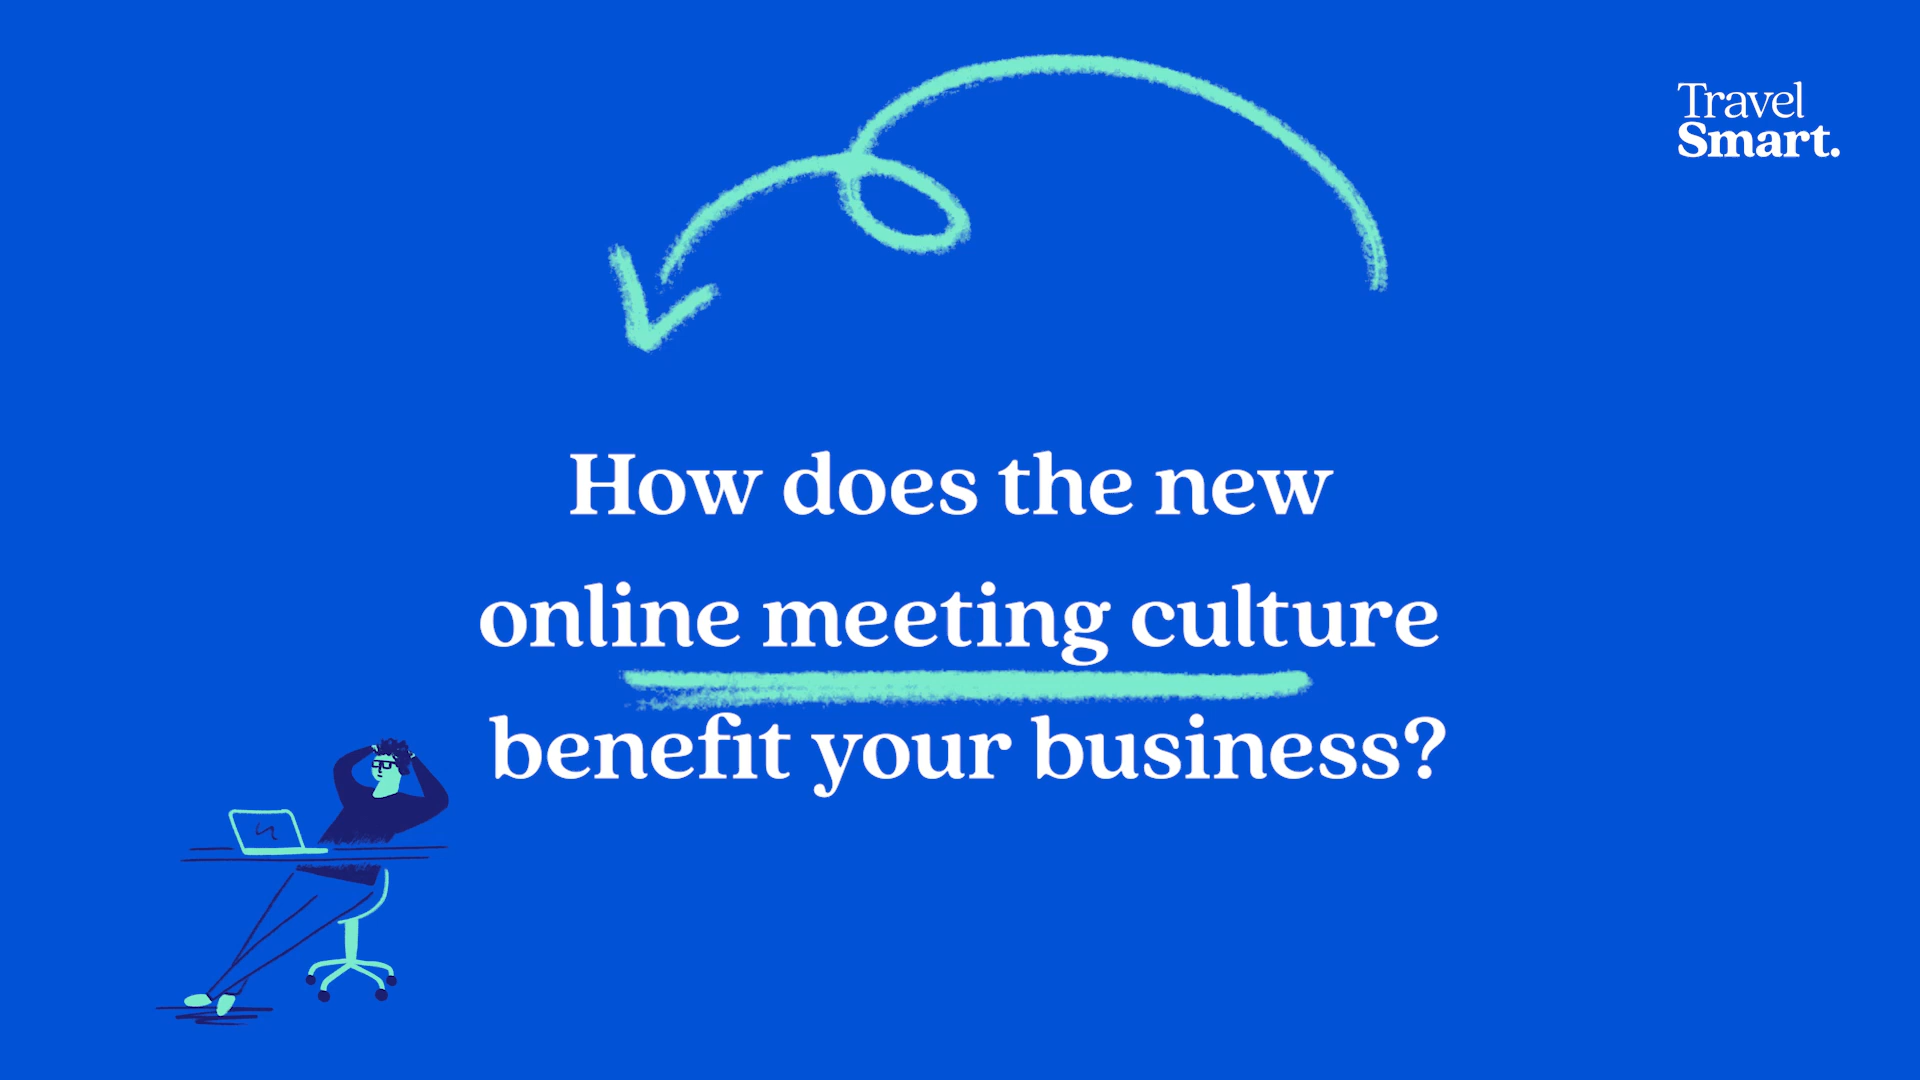 Travel
Smart.
How does the new
online meeting culture
benefit your business?